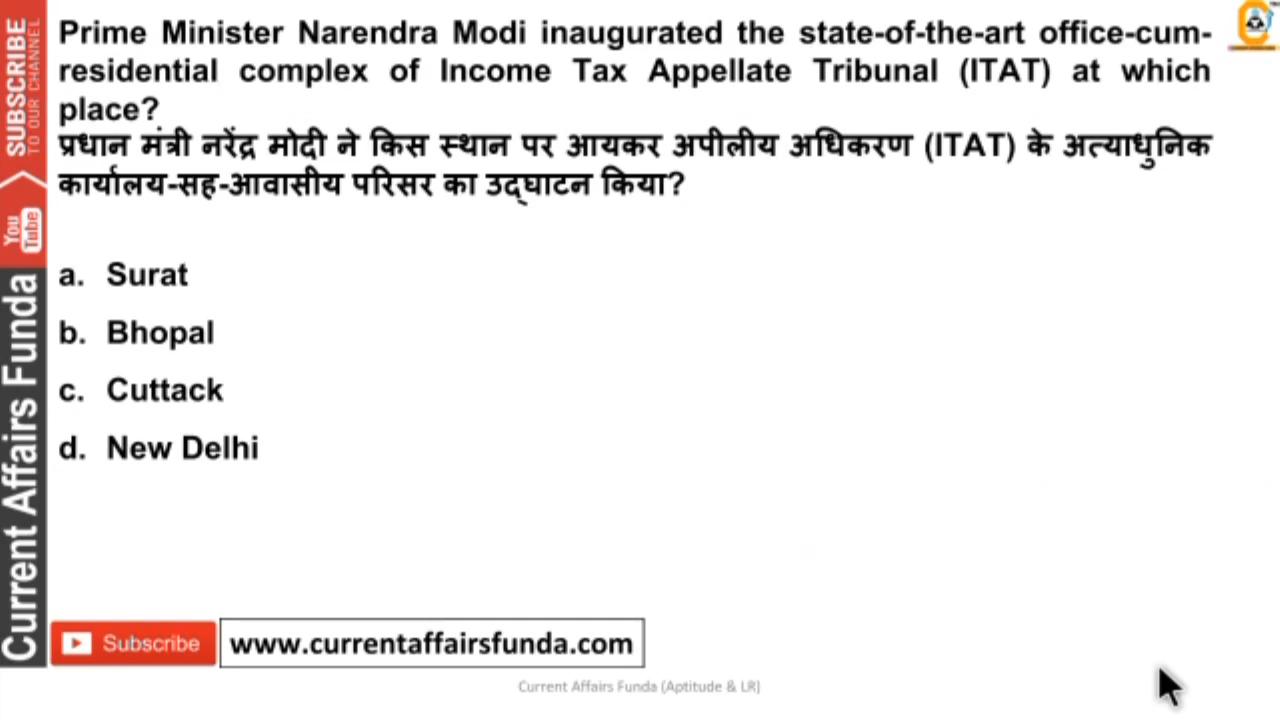 Prime Minister Narendra Modi inaugurated the state-of-the-art office-cum-
residential complex of Income Tax Appellate Tribunal (ITAT) at which
place?
प्रधान मंत्री नरेंद्र मोदी ने किस स्थान पर आयकर अपीलीय अधिकरण (ITAT) के अत्याधुनिक
कार्यालय-सह-आवासीय परिसर का उद्घाटन किया?
a. Surat
b. Bhopal
c. Cuttack
d. New Delhi
SUBSCRIBE
TO OUR CHANNEL
You
Tube
Current Affairs Funda
Subscribe
www.currentaffairsfunda.com
Current Affairs Funda (Aptitude & LR)